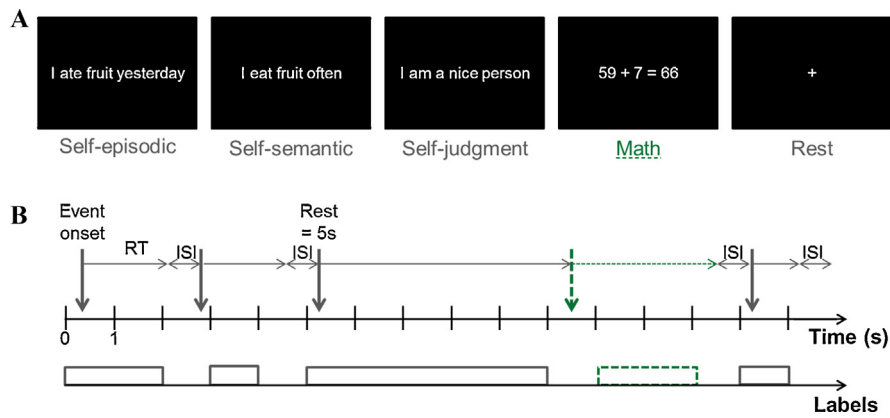 A
I ate fruit yesterday
I eat fruit often
I am a nice person
59 + 7 = 66
+
Self-episodic
Self-semantic
Self-judgment
Math
Rest
B
Event
onset
RT
ISI
ISI
Rest
= 5s
ISI
ISI
0
1
Time (s)
Labels